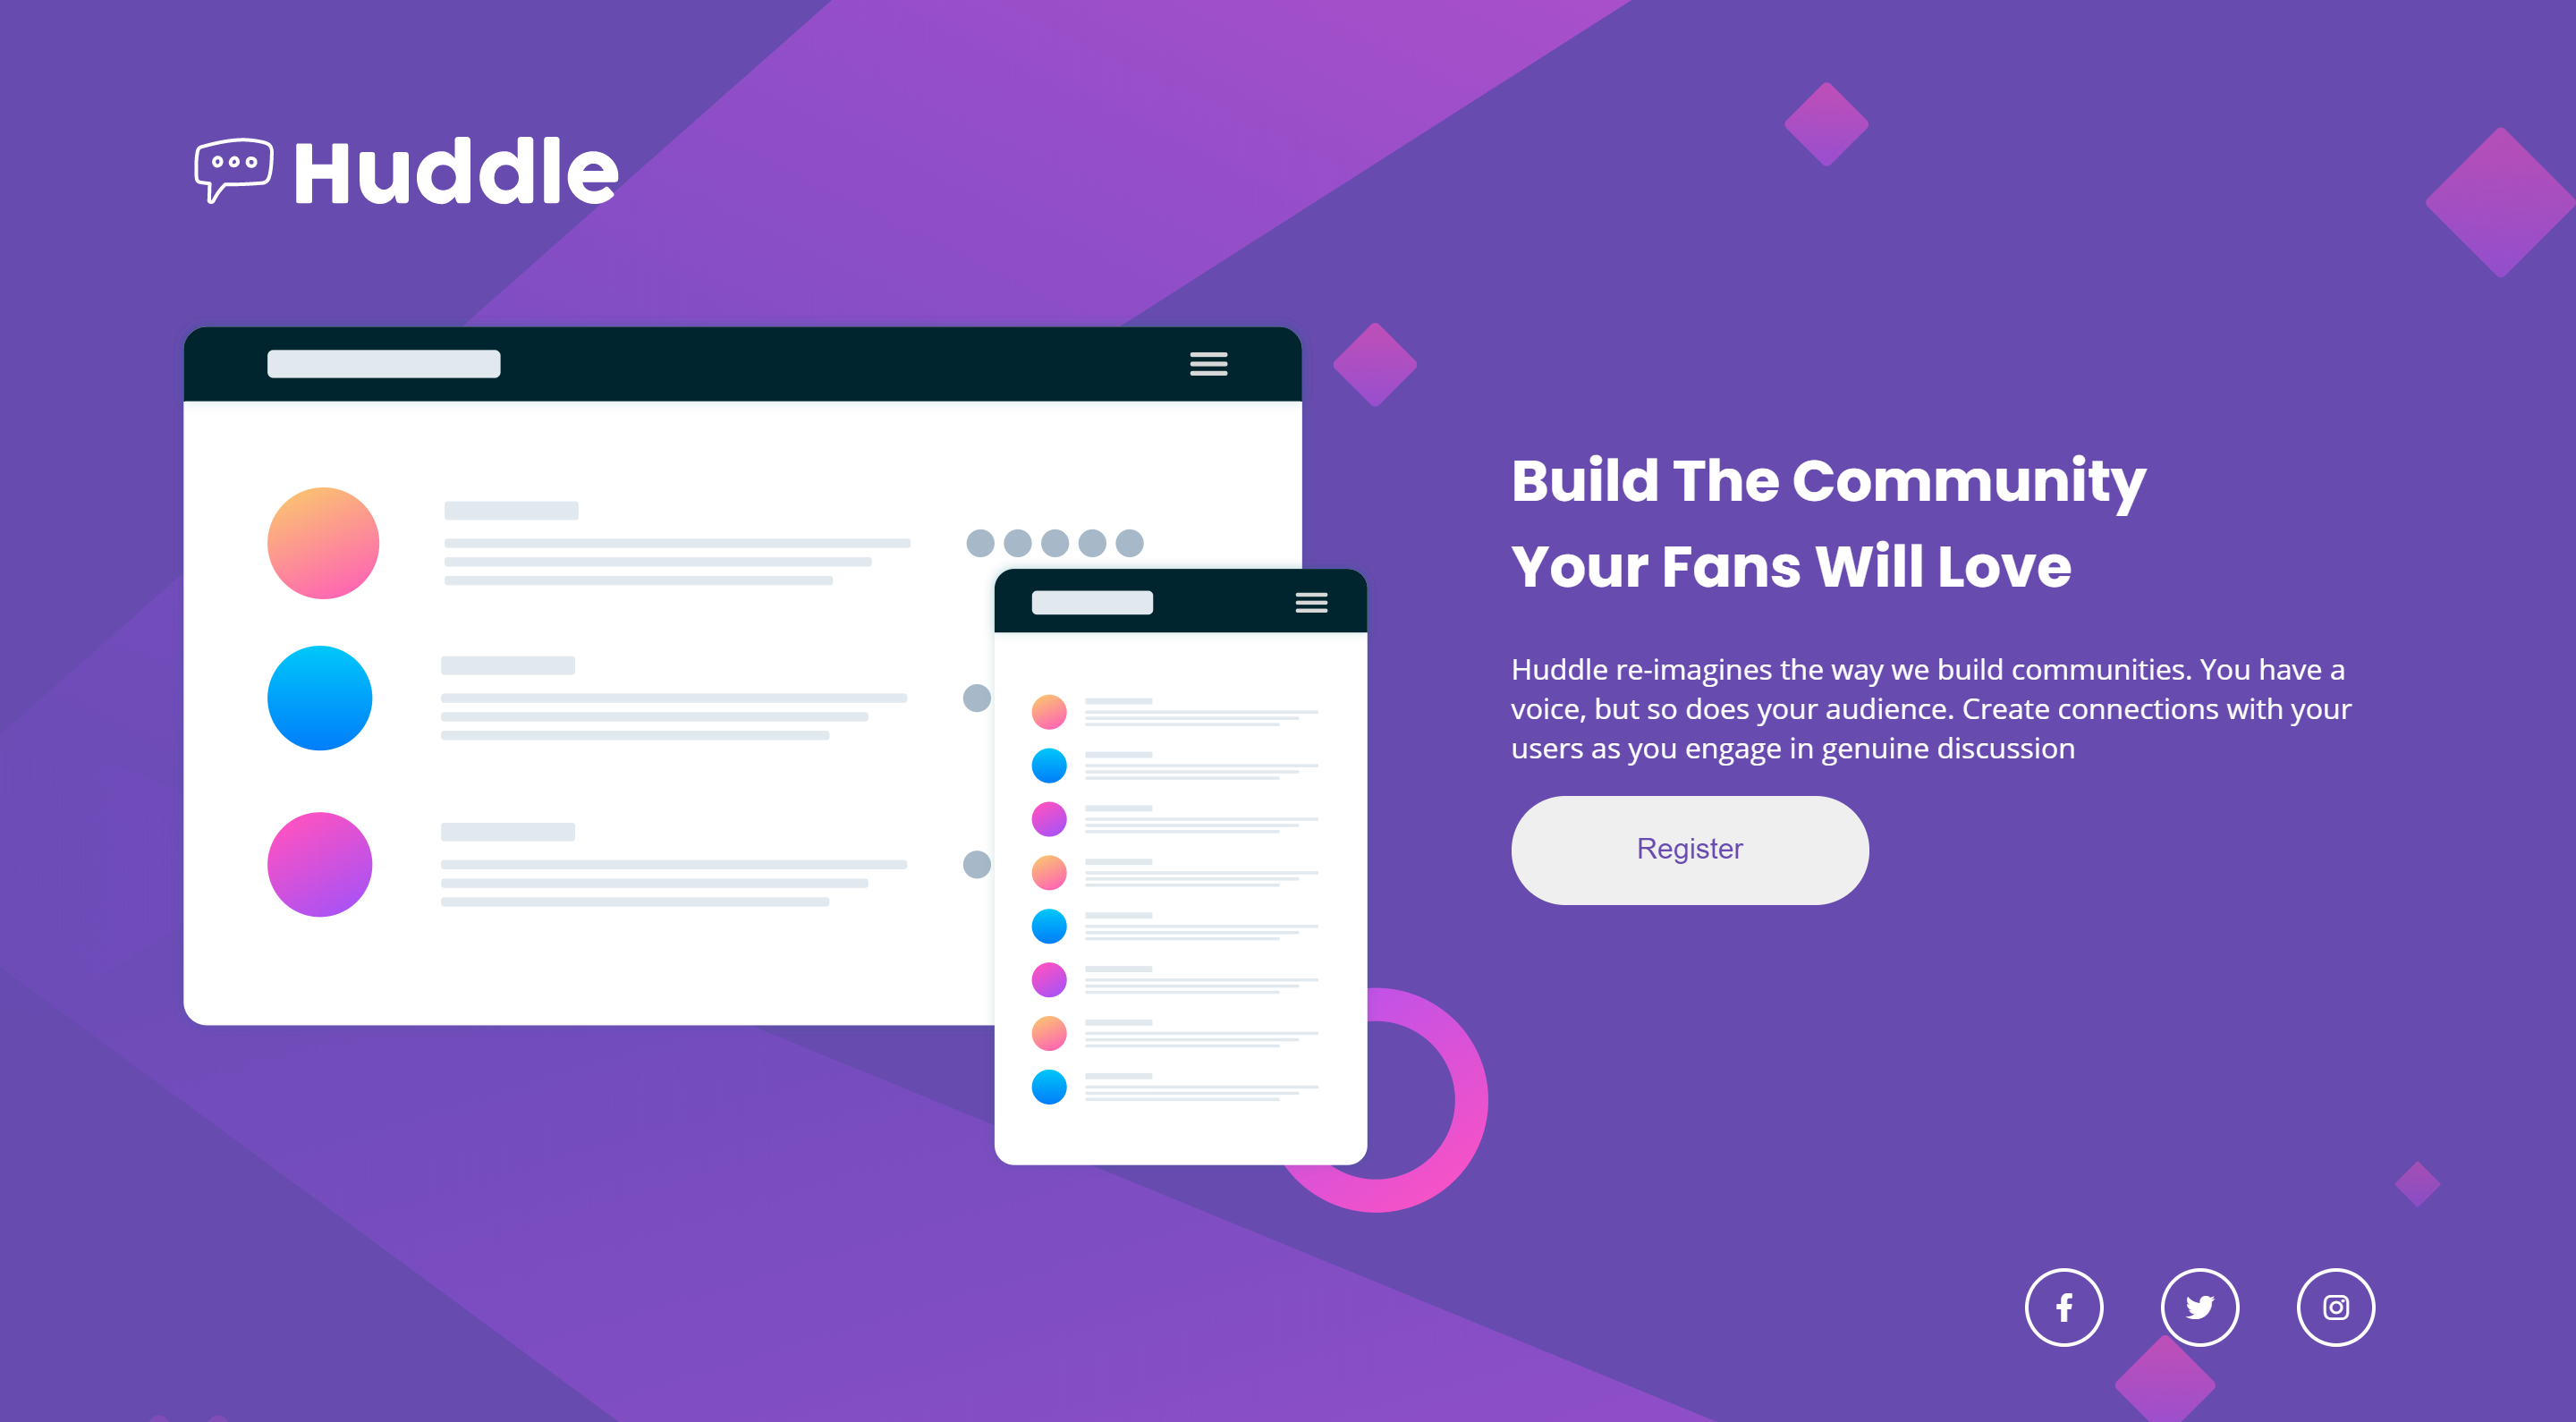 Huddle
Build The Community
Your Fans Will Love
Huddle re-imagines the way we build communities. You have a
voice, but so does your audience. Create connections with your
users as you engage in genuine discussion
Register